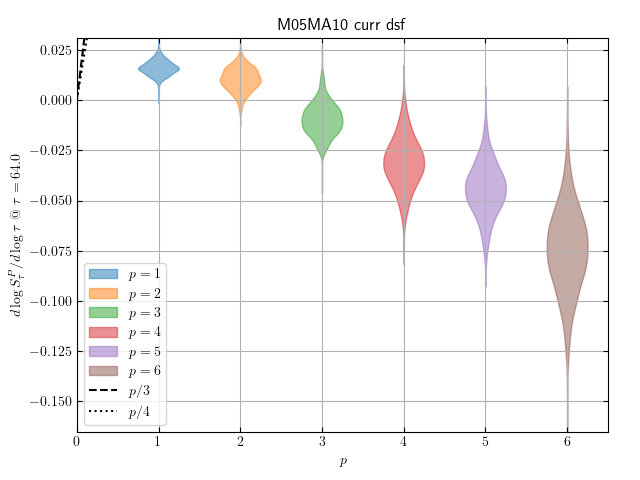 M05MA10 curr dsf
d log S_τ^P / d log τ @ τ = 64.0
0.025
0.000
−0.025
−0.050
−0.075
−0.100
−0.125
−0.150
p = 1
p = 2
p = 3
p = 4
p = 5
p = 6
p/3
p/4
0 1 2 3 4 5 6
p